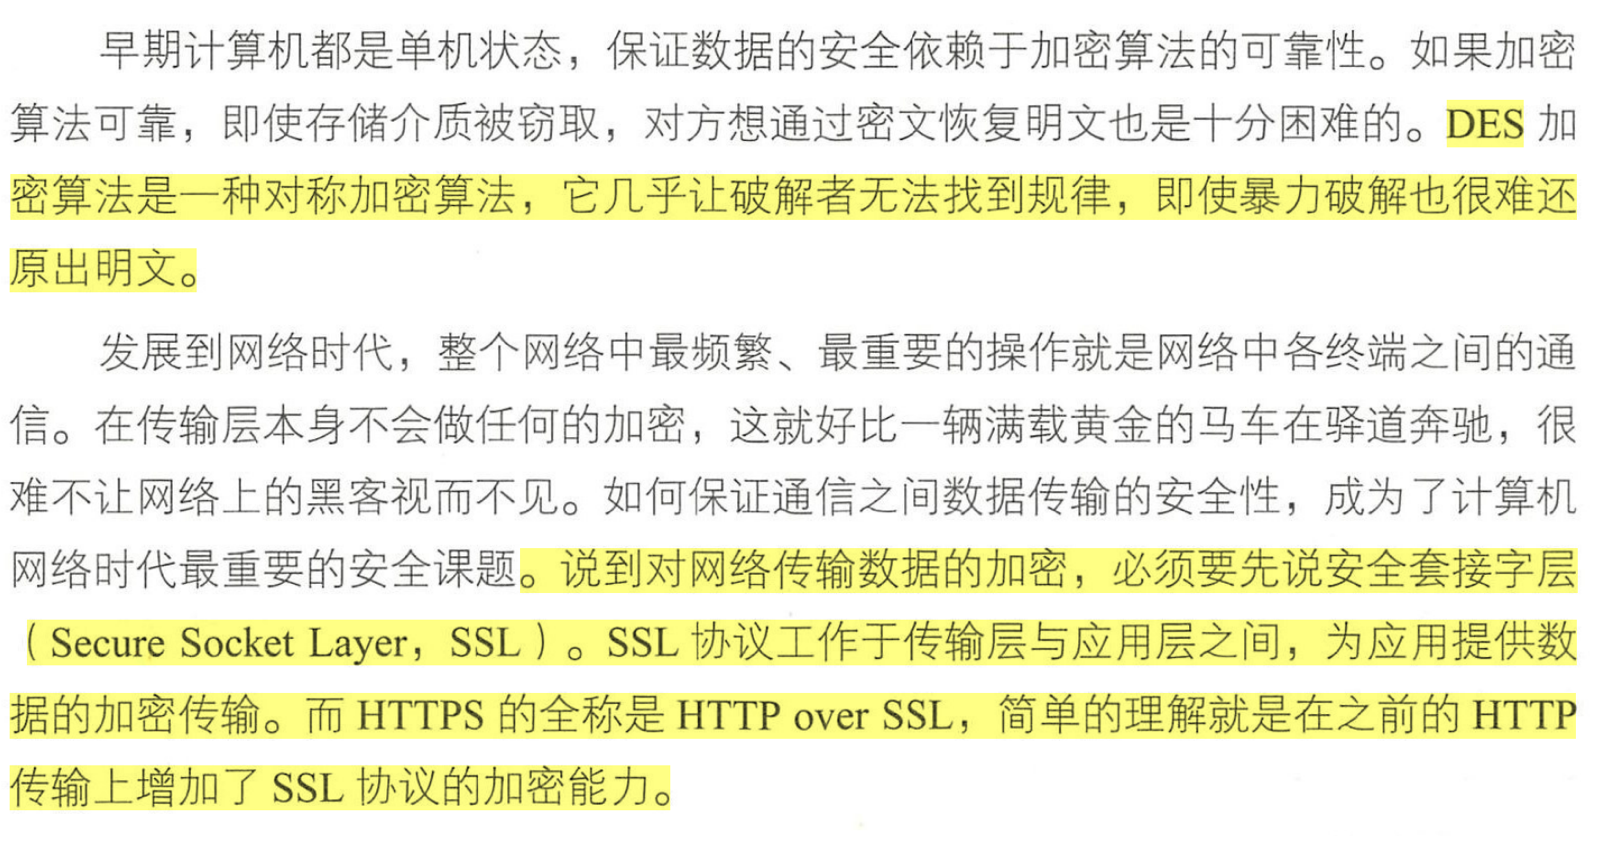 早期计算机都是单机状态，保证数据的安全依赖于加密算法的可靠性。如果加密
算法可靠，即使存储介质被窃取，对方想通过密文恢复明文也是十分困难的。DES 加
密算法是一种对称加密算法，它几乎让破解者无法找到规律，即使暴力破解也很难还
原出明文。
发展到网络时代，整个网络中最频繁、最重要的操作就是网络中各终端之间的通
信。在传输层本身不会做任何的加密，这就好比一辆满载黄金的马车在驿道奔驰，很
难不让网络上的黑客视而不见。如何保证通信之间数据传输的安全性，成为了计算机
网络时代最重要的安全课题。说到对网络传输数据的加密，必须要先说安全套接字层
（Secure Socket Layer，SSL）。SSL 协议工作于传输层与应用层之间，为应用提供数
据的加密传输。而 HTTPS 的全称是 HTTP over SSL，简单的理解就是在之前的 HTTP
传输上增加了 SSL 协议的加密能力。